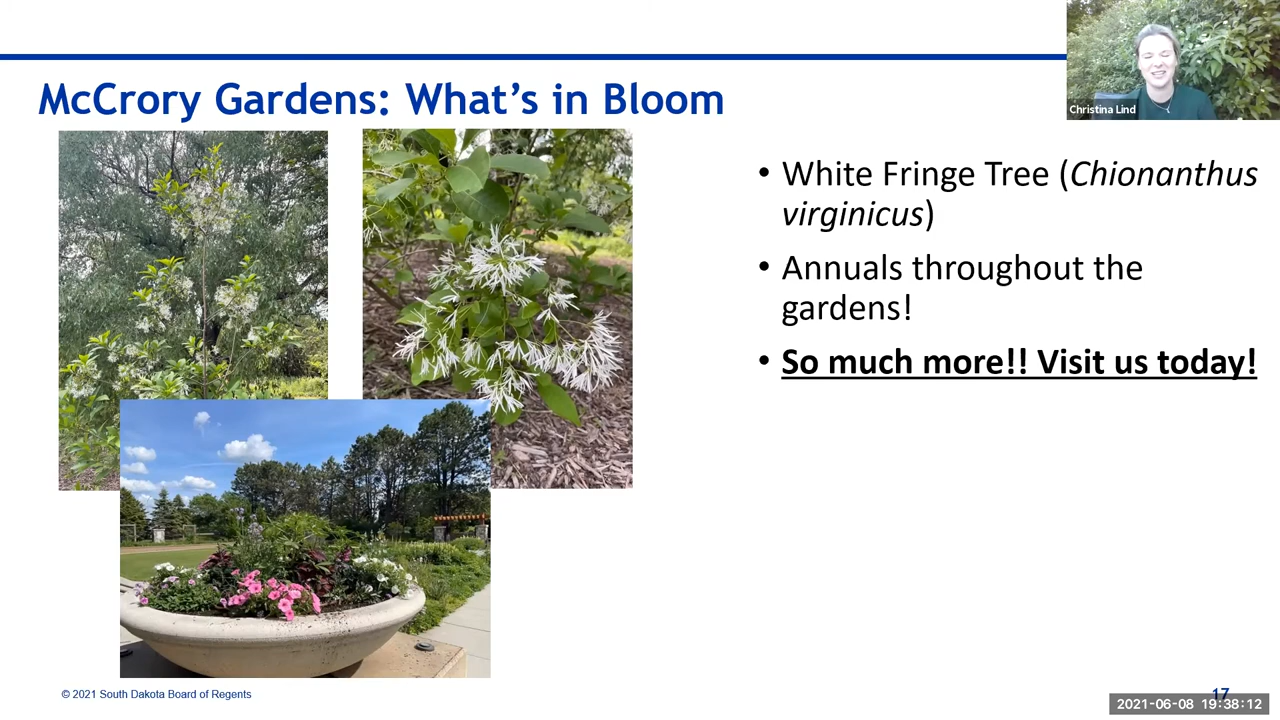 McCrory Gardens: What's in Bloom
Christina Lind
• White Fringe Tree (Chionanthus
virginicus)
• Annuals throughout the
gardens!
• So much more!! Visit us today!
© 2021 South Dakota Board of Regents
17
2021-06-08 19:38:12